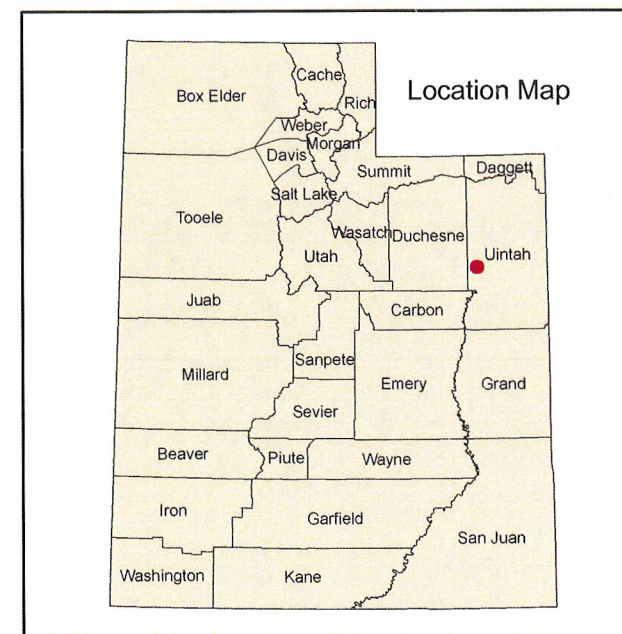 Location Map
Cache
Box Elder
Rich
Weber
Morgan
Davis
Summit
Daggett
Salt Lake
Tooele
Wasatch
Duchesne
Utah
Uintah
Juab
Carbon
Sanpete
Millard
Emery
Grand
Sevier
Beaver
Piute
Wayne
Iron
Garfield
San Juan
Washington
Kane